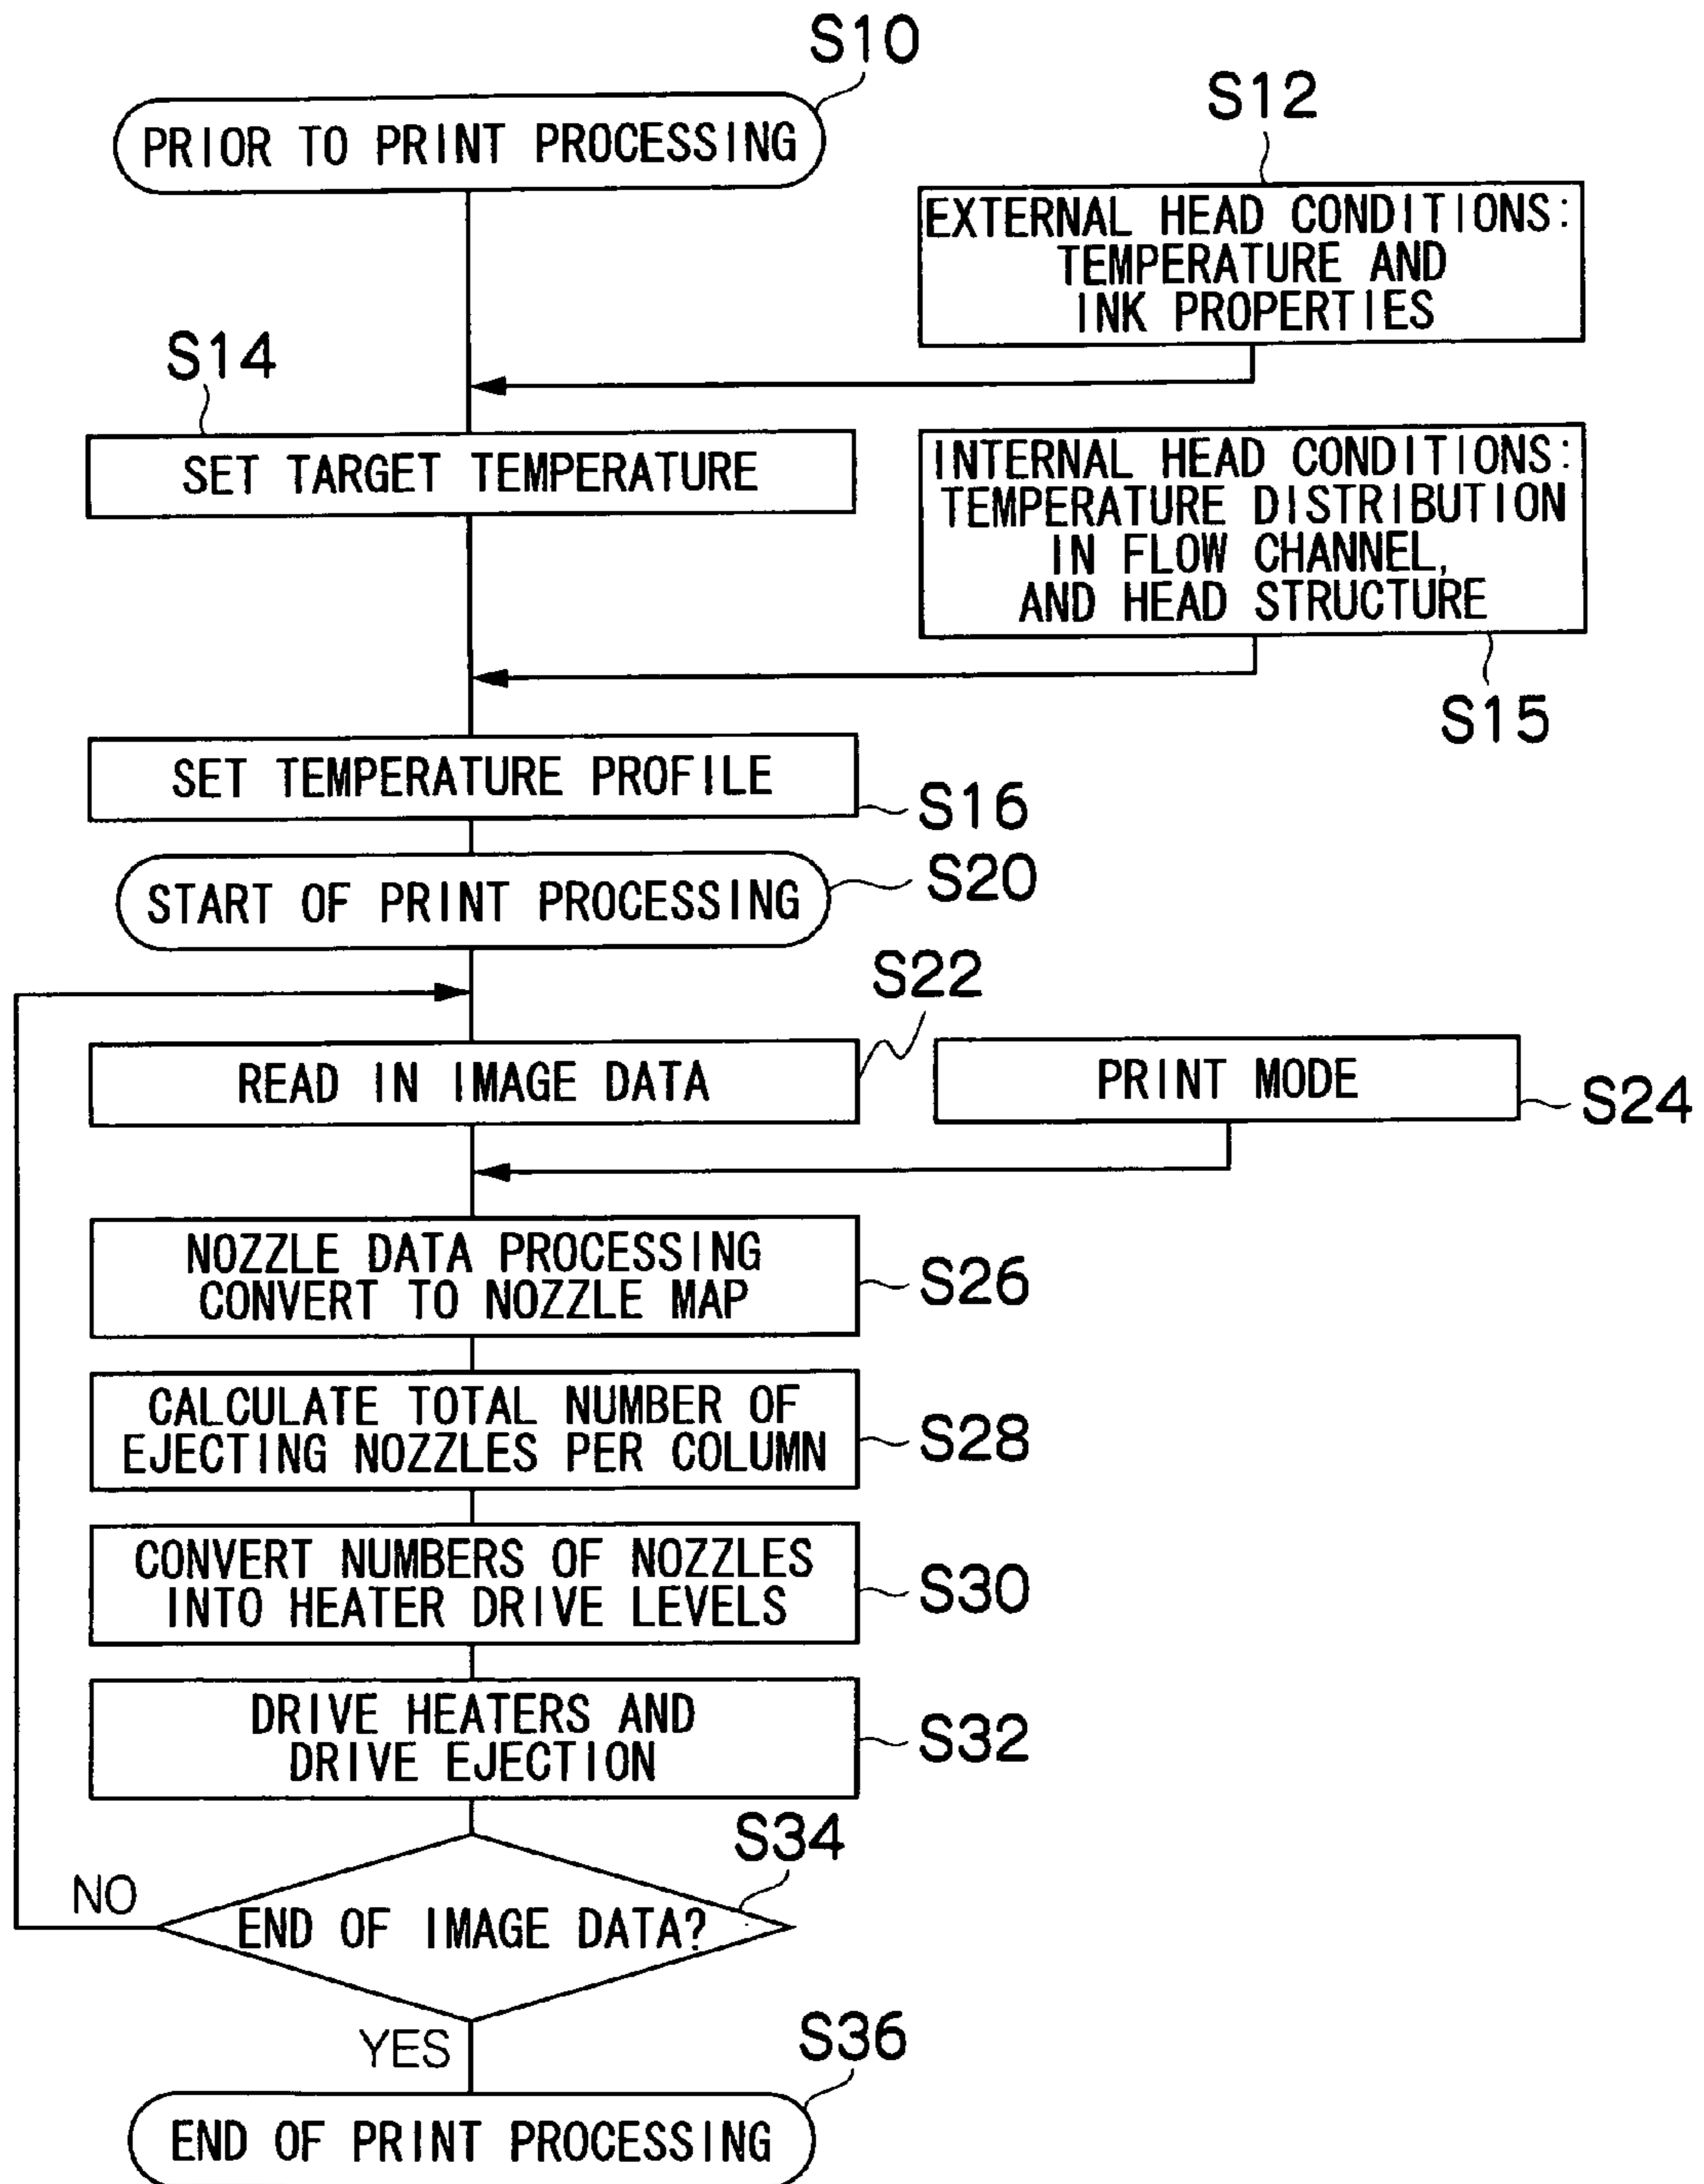 S10
PRIOR TO PRINT PROCESSING
S12
EXTERNAL HEAD CONDITIONS:
TEMPERATURE AND
INK PROPERTIES
S14
SET TARGET TEMPERATURE
INTERNAL HEAD CONDITIONS:
TEMPERATURE DISTRIBUTION
IN FLOW CHANNEL,
AND HEAD STRUCTURE
S15
SET TEMPERATURE PROFILE
S16
START OF PRINT PROCESSING
S20
S22
READ IN IMAGE DATA
PRINT MODE
S24
NOZZLE DATA PROCESSING
CONVERT TO NOZZLE MAP
S26
CALCULATE TOTAL NUMBER OF
EJECTING NOZZLES PER COLUMN
S28
CONVERT NUMBERS OF NOZZLES
INTO HEATER DRIVE LEVELS
S30
DRIVE HEATERS AND
DRIVE EJECTION
S32
S34
NO
END OF IMAGE DATA?
YES
S36
END OF PRINT PROCESSING